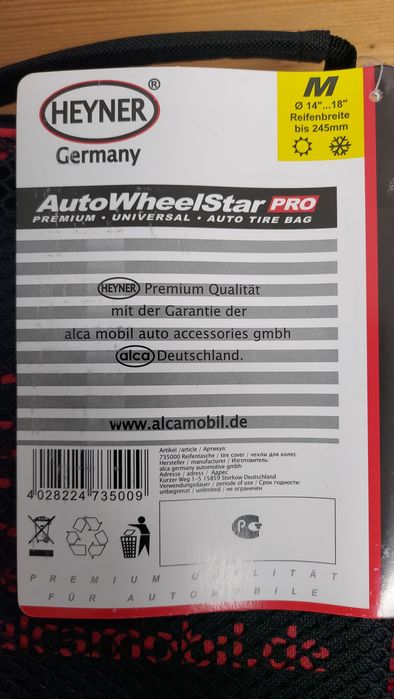 HEYNER®
Germany
M
Ø 14"...18"
Reifenbreite
bis 245mm
AutoWheelStar PRO
PREMIUM • UNIVERSAL • AUTO TIRE BAG
HEYNER Premium Qualität
mit der Garantie der
alca mobil auto accessories gmbh
alca Deutschland.
www.alcamobil.de
Artikel /article / Артикул:
735000 Reifentasche / tire cover / чехлы для колес
Hersteller / manufacturer / Изготовитель:
alca germany automotive gmbh
Adresse / adress / Адрес:
Kurzer Weg 1-5 15859 Storkow Deutschland
Verwendungsdauer / periode of use / Срок годности:
unbegrenzt / unlimited / не ограничен
4 028224 735009
PREMIUM QUALITÄT
FÜR AUTOMOBILE
alcamobil.de